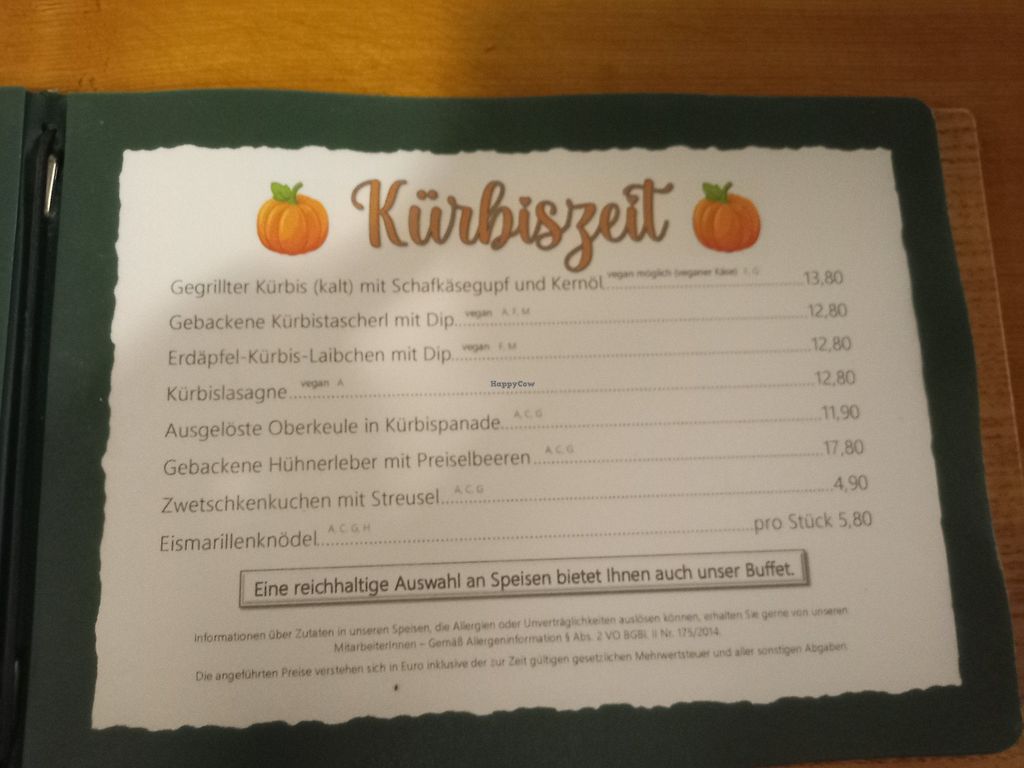 Kürbiszeit
Gegrillter Kürbis (kalt) mit Schafkäsegupf und Kernöl vegan möglich (veganer Käse) F, G 13,80
Gebackene Kürbistascherl mit Dip vegan A, F, M 12,80
Erdäpfel-Kürbis-Laibchen mit Dip vegan F, M 12,80
Kürbislasagne vegan A 12,80
Ausgelöste Oberkeule in Kürbispanade A, C, G 11,90
Gebackene Hühnerleber mit Preiselbeeren A, C, G 17,80
Zwetschkenkuchen mit Streusel A, C, G 4,90
Eismarillenknödel A, C, G, H pro Stück 5,80
Eine reichhaltige Auswahl an Speisen bietet Ihnen auch unser Buffet.
Informationen über Zutaten in unseren Speisen, die Allergien oder Unverträglichkeiten auslösen können, erhalten Sie gerne von unseren
MitarbeiterInnen – Gemäß Allergeninformation § Abs. 2 VO BGBl. II Nr. 175/2014.
Die angeführten Preise verstehen sich in Euro inklusive der zur Zeit gültigen gesetzlichen Mehrwertsteuer und aller sonstigen Abgaben.
HappyCow